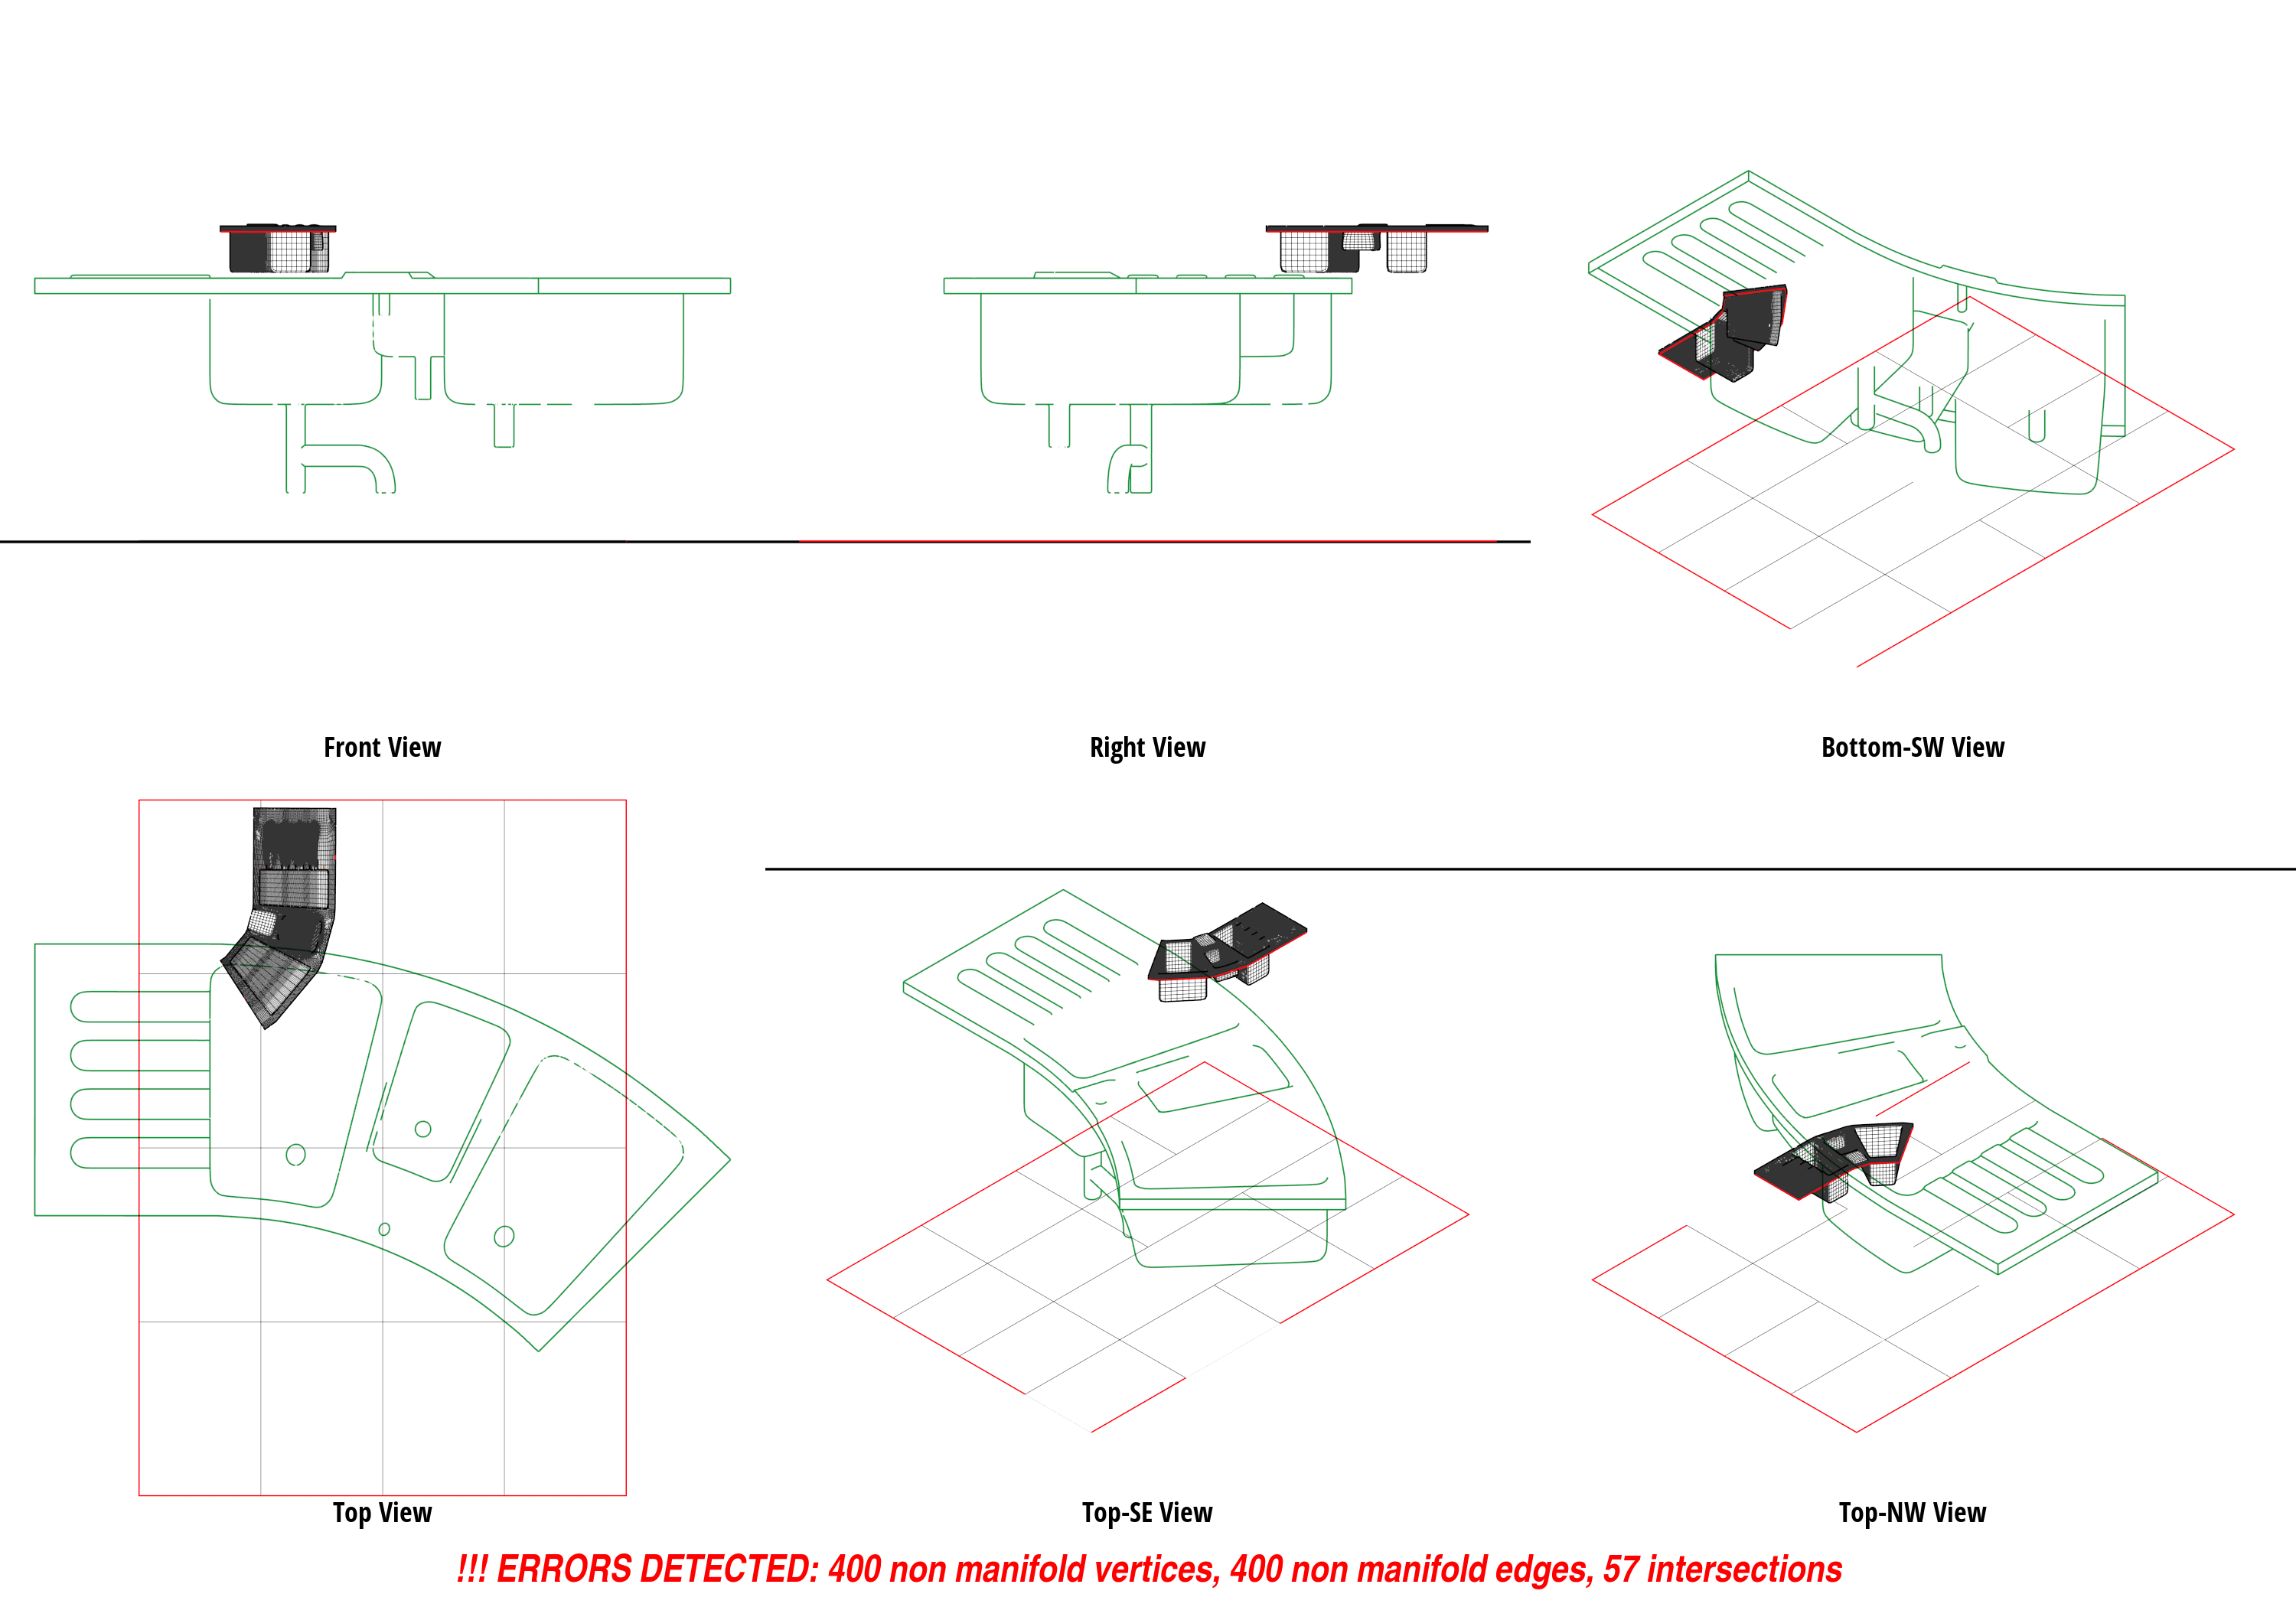 Front View
Right View
Bottom-SW View
Top View
Top-SE View
Top-NW View
!!! ERRORS DETECTED: 400 non manifold vertices, 400 non manifold edges, 57 intersections